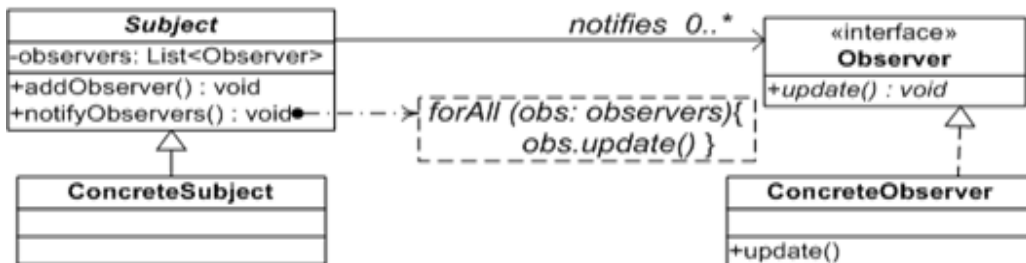 Subject
-observers: List<Observer>
+addObserver() : void
+notifyObservers() : void
notifies 0..*
«interface»
Observer
+update() : void
forAll (obs: observers){
obs.update() }
ConcreteSubject
ConcreteObserver
+update()